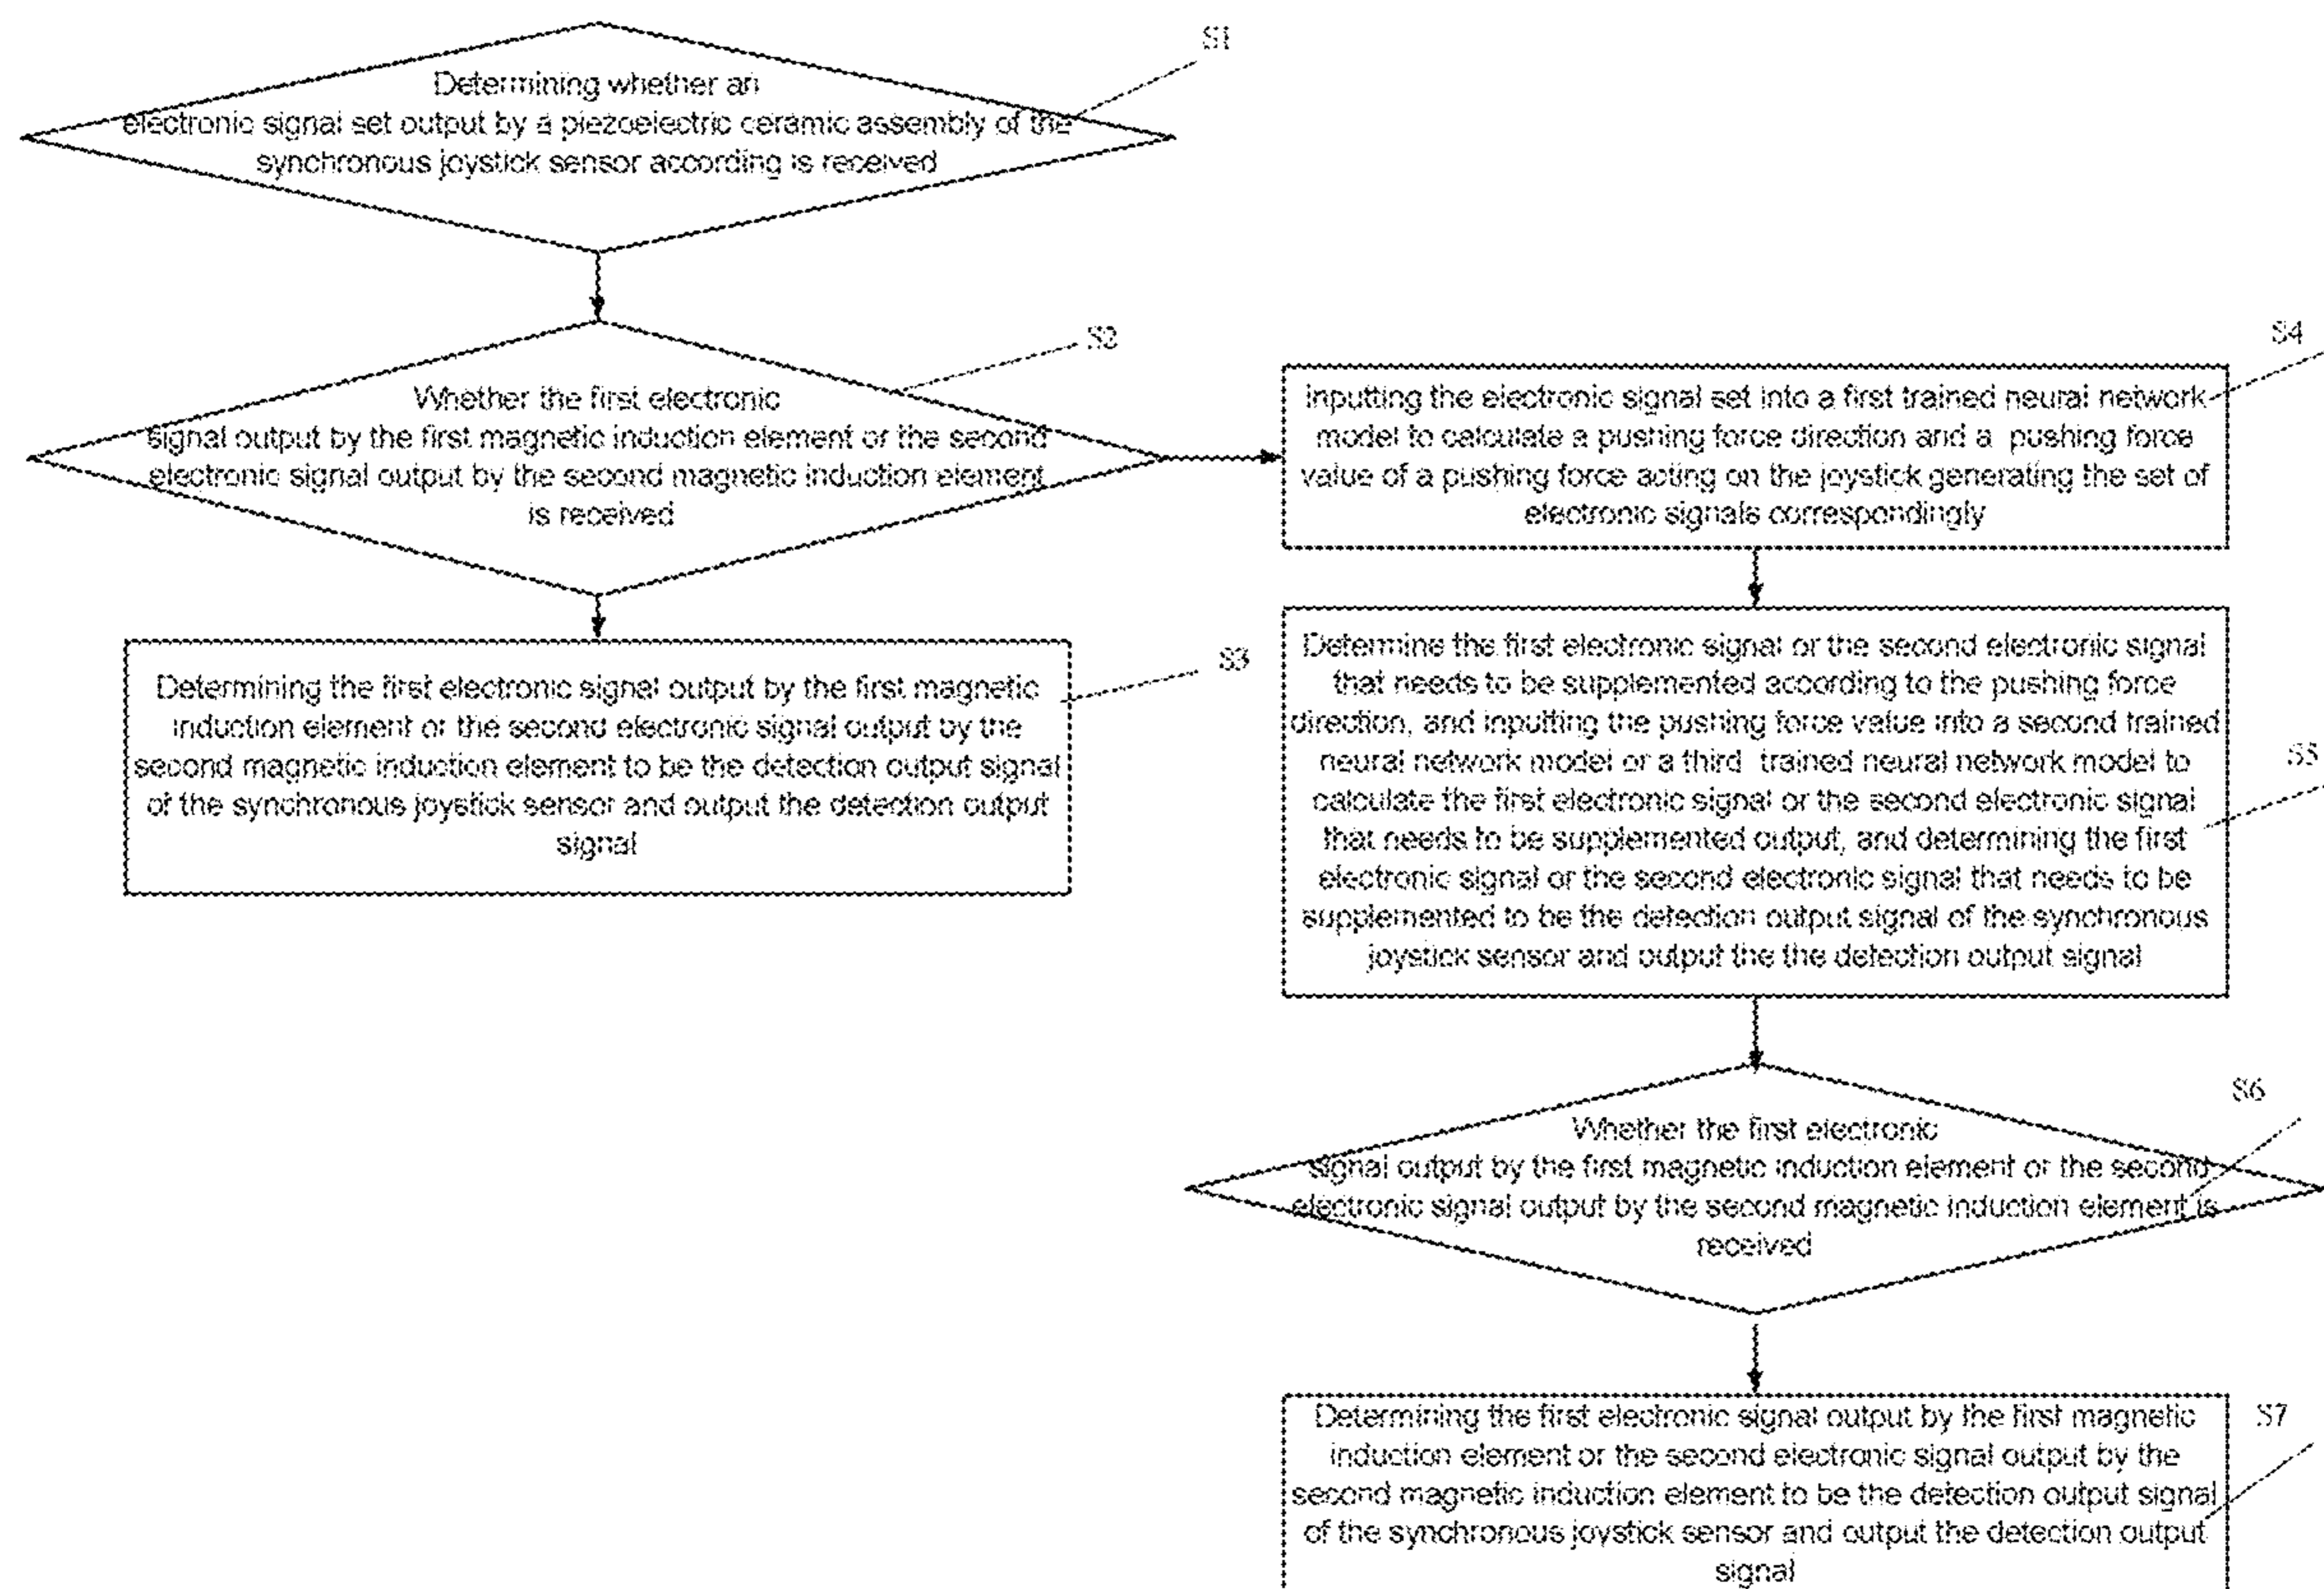 S1
Determining whether an
electronic signal set output by a piezoelectric ceramic assembly of the
synchronous joystick sensor according is received
S2
Whether the first electronic
signal output by the first magnetic induction element or the second
electronic signal output by the second magnetic induction element
is received
S3
Determining the first electronic signal output by the first magnetic
induction element or the second electronic signal output by the
second magnetic induction element to be the detection output signal
of the synchronous joystick sensor and output the detection output
signal
S4
inputting the electronic signal set into a first trained neural network
model to calculate a pushing force direction and a pushing force
value of a pushing force acting on the joystick generating the set of
electronic signals correspondingly
S5
Determine the first electronic signal or the second electronic signal
that needs to be supplemented according to the pushing force
direction, and inputting the pushing force value into a second trained
neural network model or a third trained neural network model to
calculate the first electronic signal or the second electronic signal
that needs to be supplemented output, and determining the first
electronic signal or the second electronic signal that needs to be
supplemented to be the detection output signal of the synchronous
joystick sensor and output the the detection output signal
S6
Whether the first electronic
signal output by the first magnetic induction element or the second
electronic signal output by the second magnetic induction element is
received
S7
Determining the first electronic signal output by the first magnetic
induction element or the second electronic signal output by the
second magnetic induction element to be the detection output signal
of the synchronous joystick sensor and output the detection output
signal